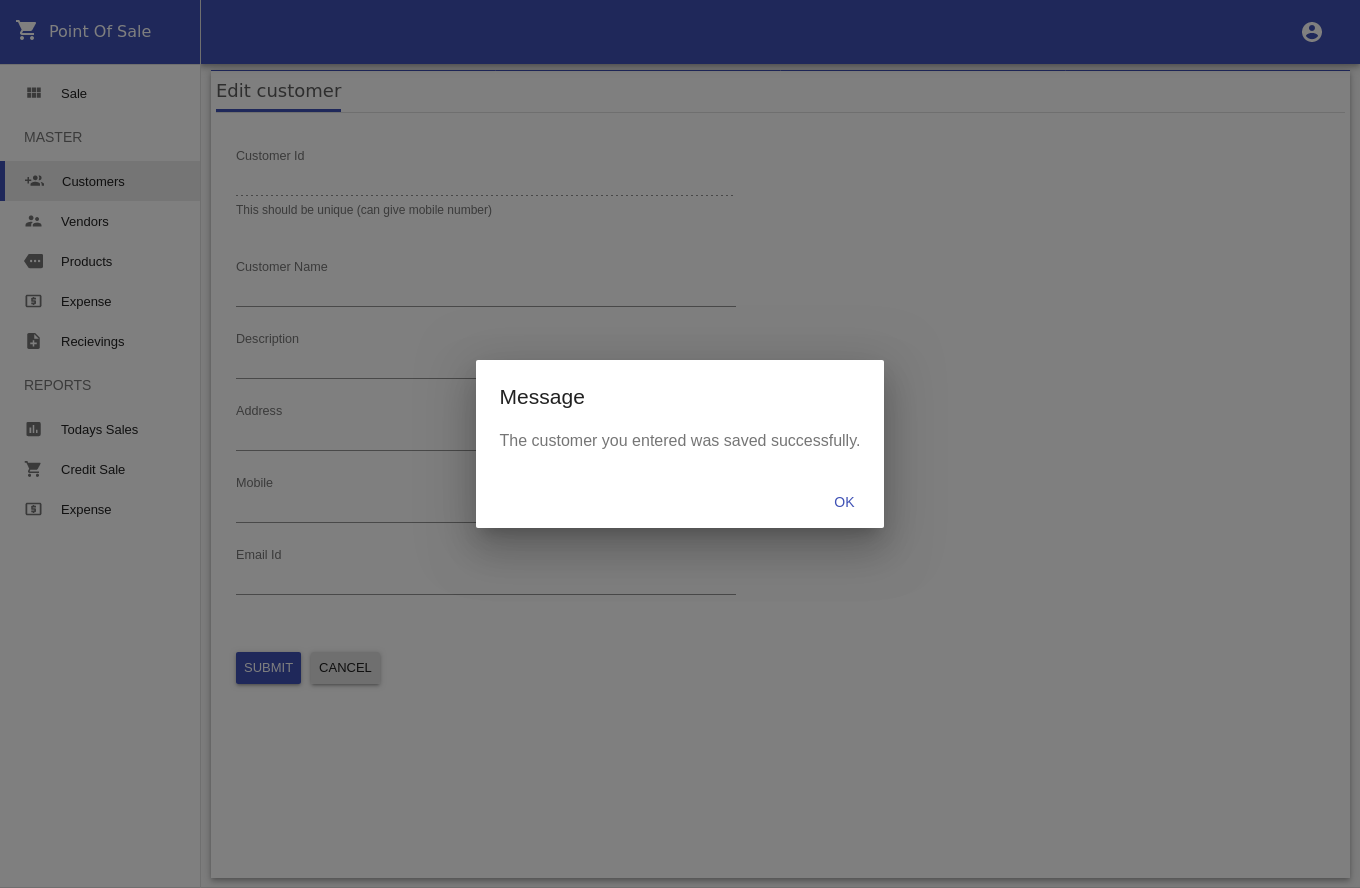 Point Of Sale
Sale
MASTER
Customers
Vendors
Products
Expense
Recievings
REPORTS
Todays Sales
Credit Sale
Expense
Edit customer
Customer Id
This should be unique (can give mobile number)
Customer Name
Description
Address
Mobile
Email Id
SUBMIT CANCEL
Message
The customer you entered was saved successfully.
OK